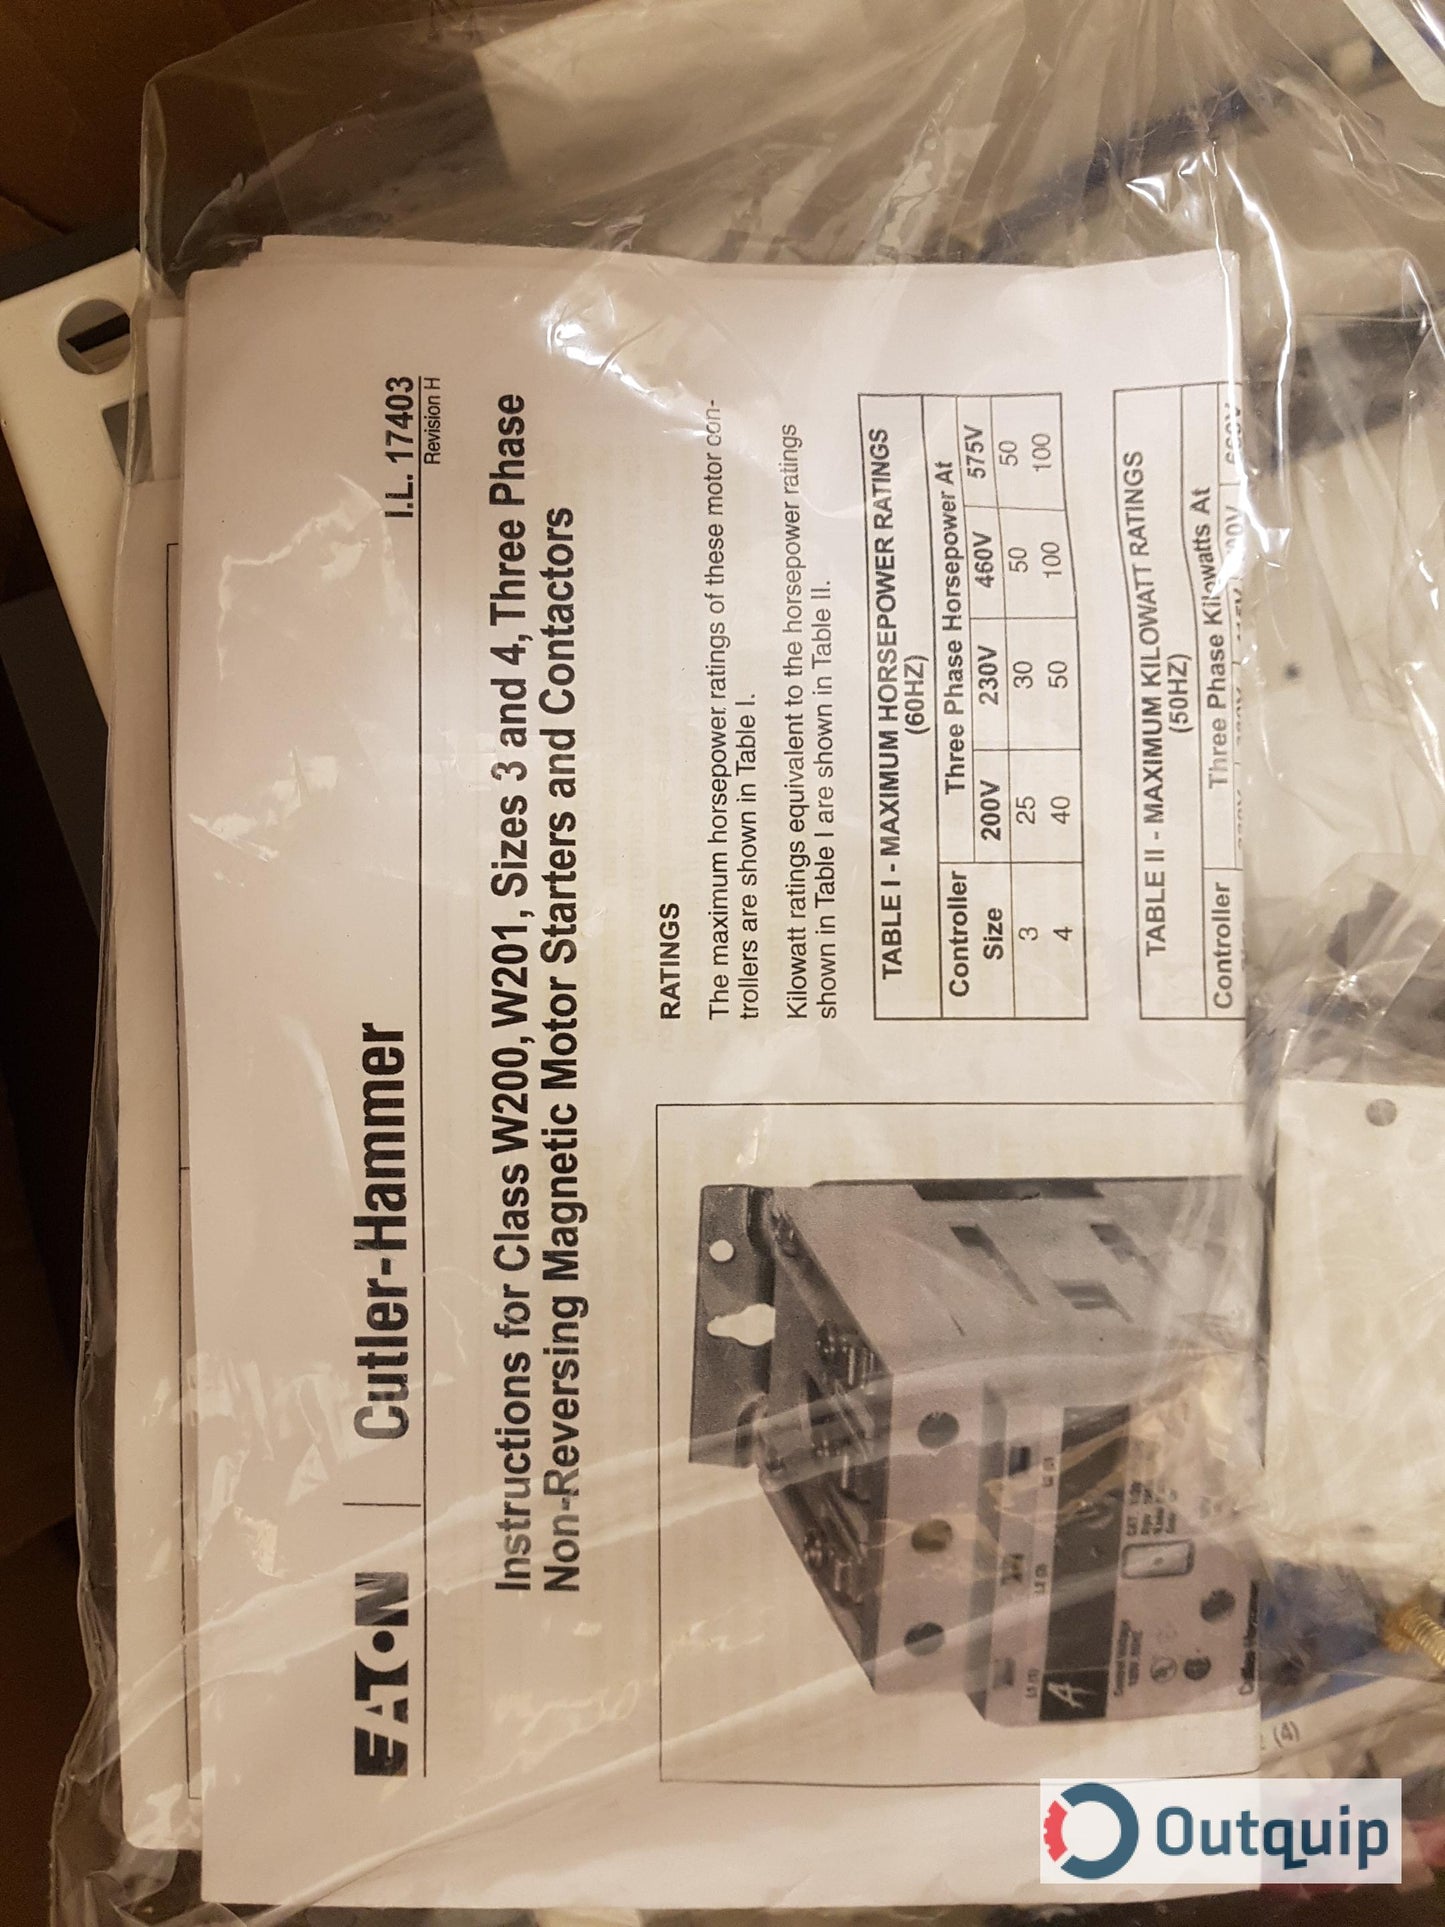 EATON Cutler-Hammer
I.L. 17403
Revision H
Instructions for Class W200, W201, Sizes 3 and 4, Three Phase
Non-Reversing Magnetic Motor Starters and Contactors
RATINGS
The maximum horsepower ratings of these motor con-
trollers are shown in Table I.
Kilowatt ratings equivalent to the horsepower ratings
shown in Table I are shown in Table II.
TABLE I - MAXIMUM HORSEPOWER RATINGS
(60HZ)
Controller Three Phase Horsepower At
Size 200V 230V 460V 575V
3 25 30 50 50
4 40 50 100 100
TABLE II - MAXIMUM KILOWATT RATINGS
(50HZ)
Controller Three Phase Kilowatts At
(4)
Outquip